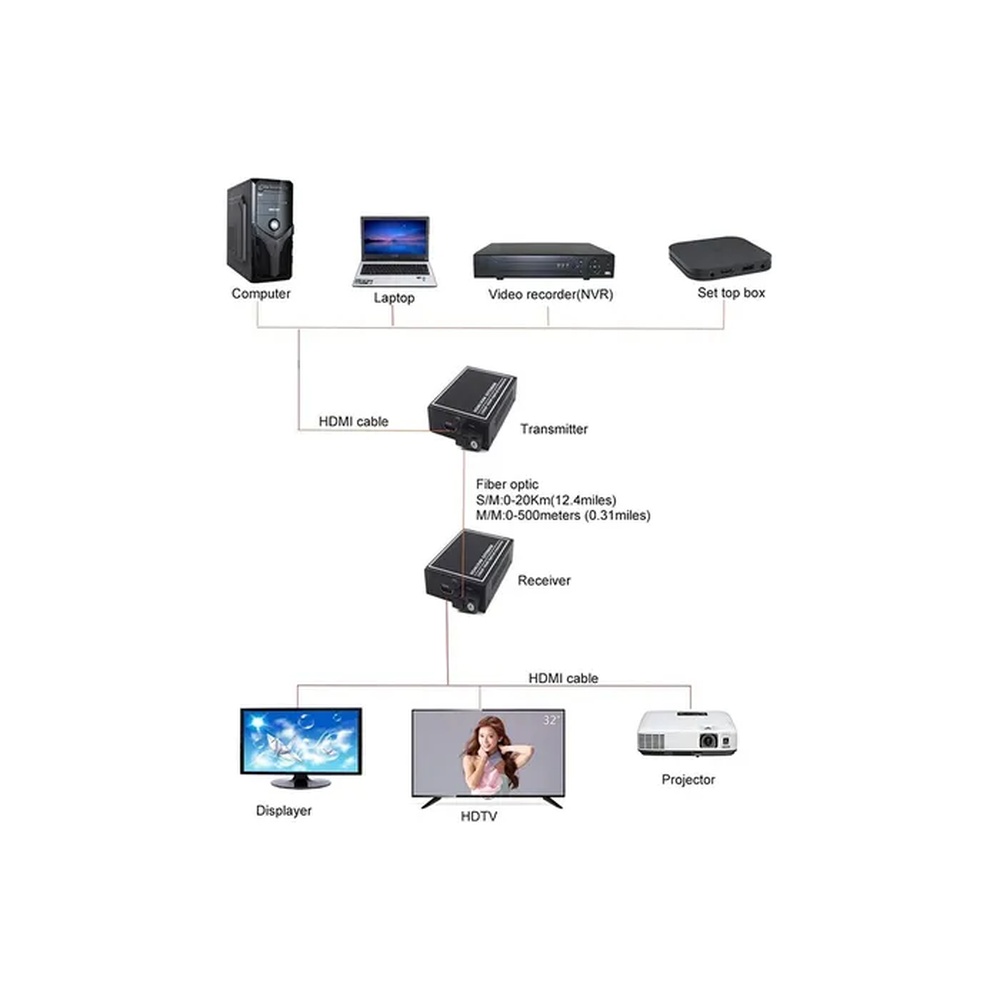 Computer
Laptop
Video recorder(NVR)
Set top box
HDMI cable
Transmitter
Fiber optic
S/M:0-20Km(12.4miles)
M/M:0-500meters (0.31miles)
Receiver
HDMI cable
32"
Displayer
HDTV
Projector